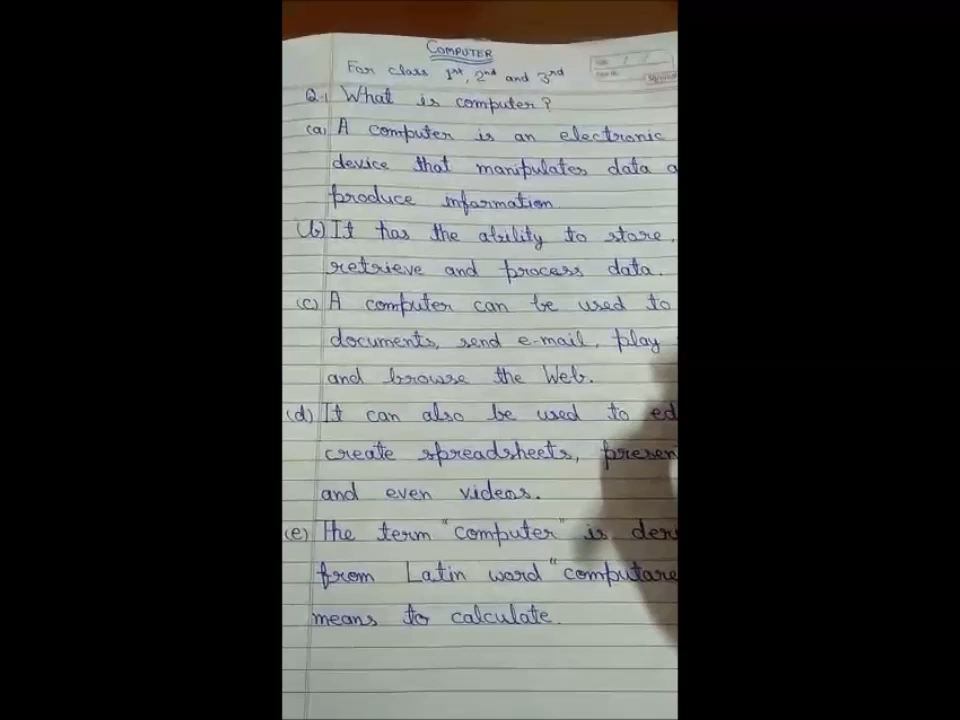 COMPUTER
For class 1st, 2nd and 3rd
Q.1 What is computer?
(a) A computer is an electronic
device that manipulates data
produce information
(b) It has the ability to store,
retrieve and process data.
(c) A computer can be used to
documents, send e-mail, play
and browse the Web.
(d) It can also be used to
create spreadsheets,
and even videos.
(e) The term "computer" is
from Latin word "computare
means to calculate.